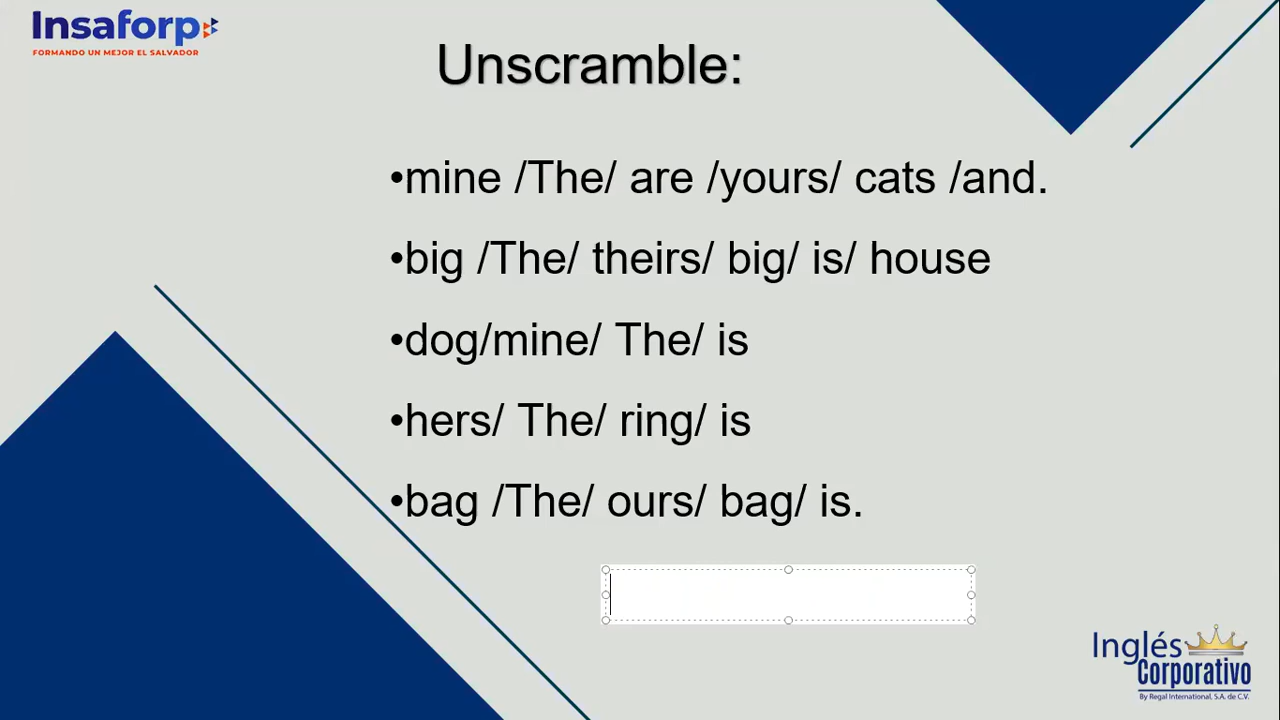 Insaforp
FORMANDO UN MEJOR EL SALVADOR
Unscramble:
•mine /The/ are /yours/ cats /and.
•big /The/ theirs/ big/ is/ house
•dog/mine/ The/ is
•hers/ The/ ring/ is
•bag /The/ ours/ bag/ is.
Inglés
Corporativo
By Regal International, S.A. de C.V.